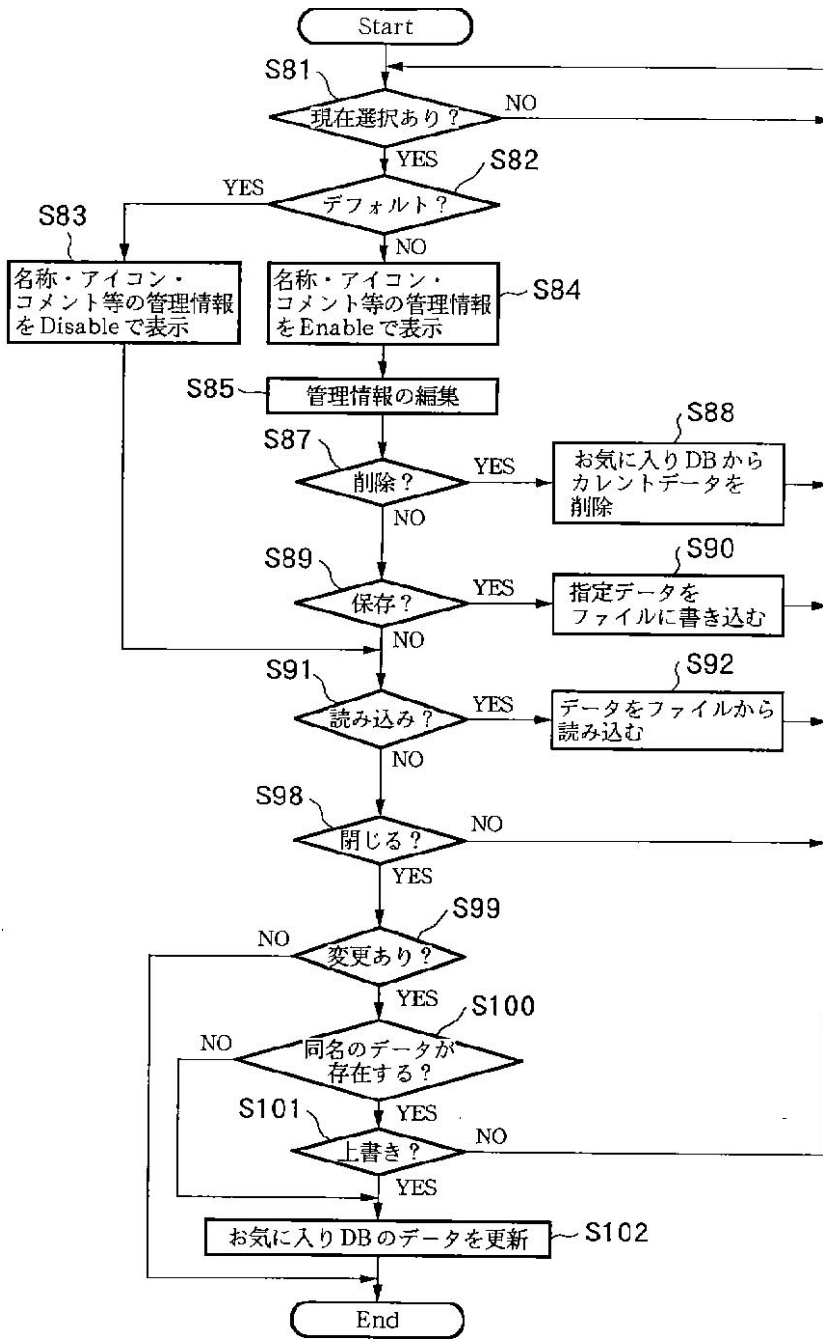 Start
S81
現在選択あり?
NO
YES
S82
デフォルト?
YES
NO
S83
名称・アイコン・
コメント等の管理情報
をDisableで表示
名称・アイコン・
コメント等の管理情報
をEnableで表示
S84
S85
管理情報の編集
S87
削除?
YES
NO
S88
お気に入りDBから
カレントデータを
削除
S89
保存?
YES
NO
S90
指定データを
ファイルに書き込む
S91
読み込み?
YES
NO
S92
データをファイルから
読み込む
S98
閉じる?
NO
YES
S99
変更あり?
NO
YES
S100
同名のデータが
存在する?
NO
YES
S101
上書き?
NO
YES
お気に入りDBのデータを更新
S102
End